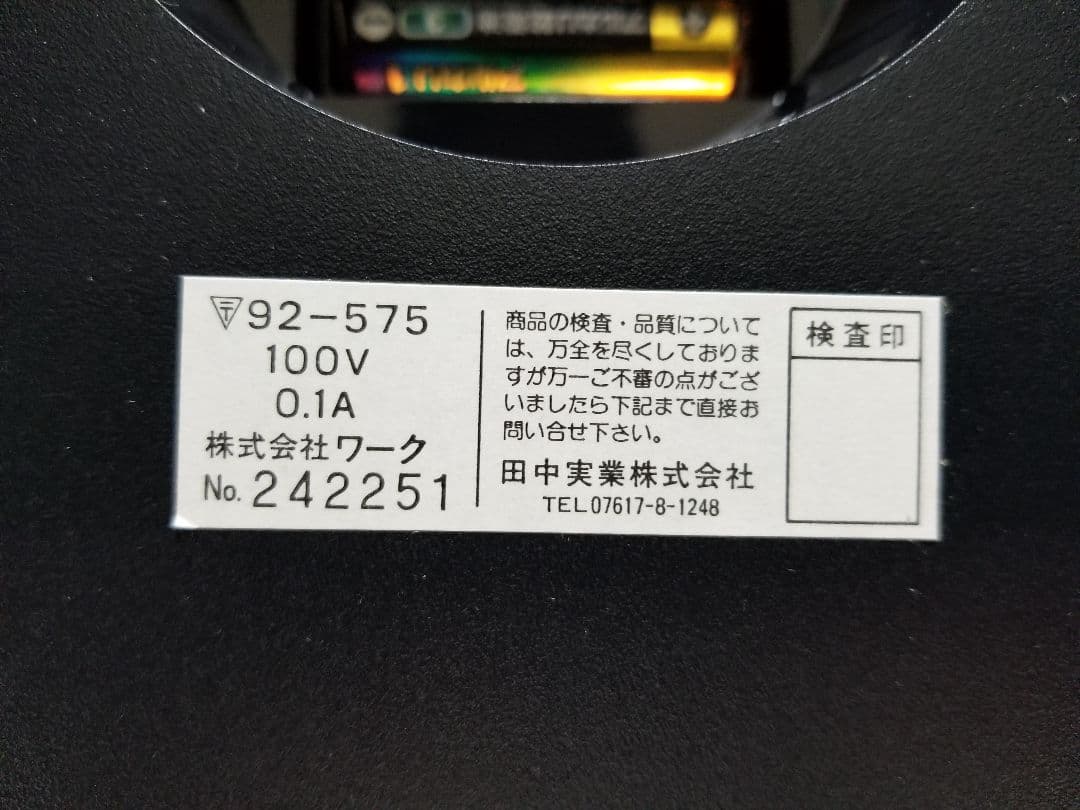 〒92-575
100V
0.1A
株式会社ワーク
No. 242251
商品の検査・品質について
は、万全を尽くしておりま
すが万一ご不審の点がござ
いましたら下記まで直接お
問い合せ下さい。
田中実業株式会社
TEL07617-8-1248
検査印